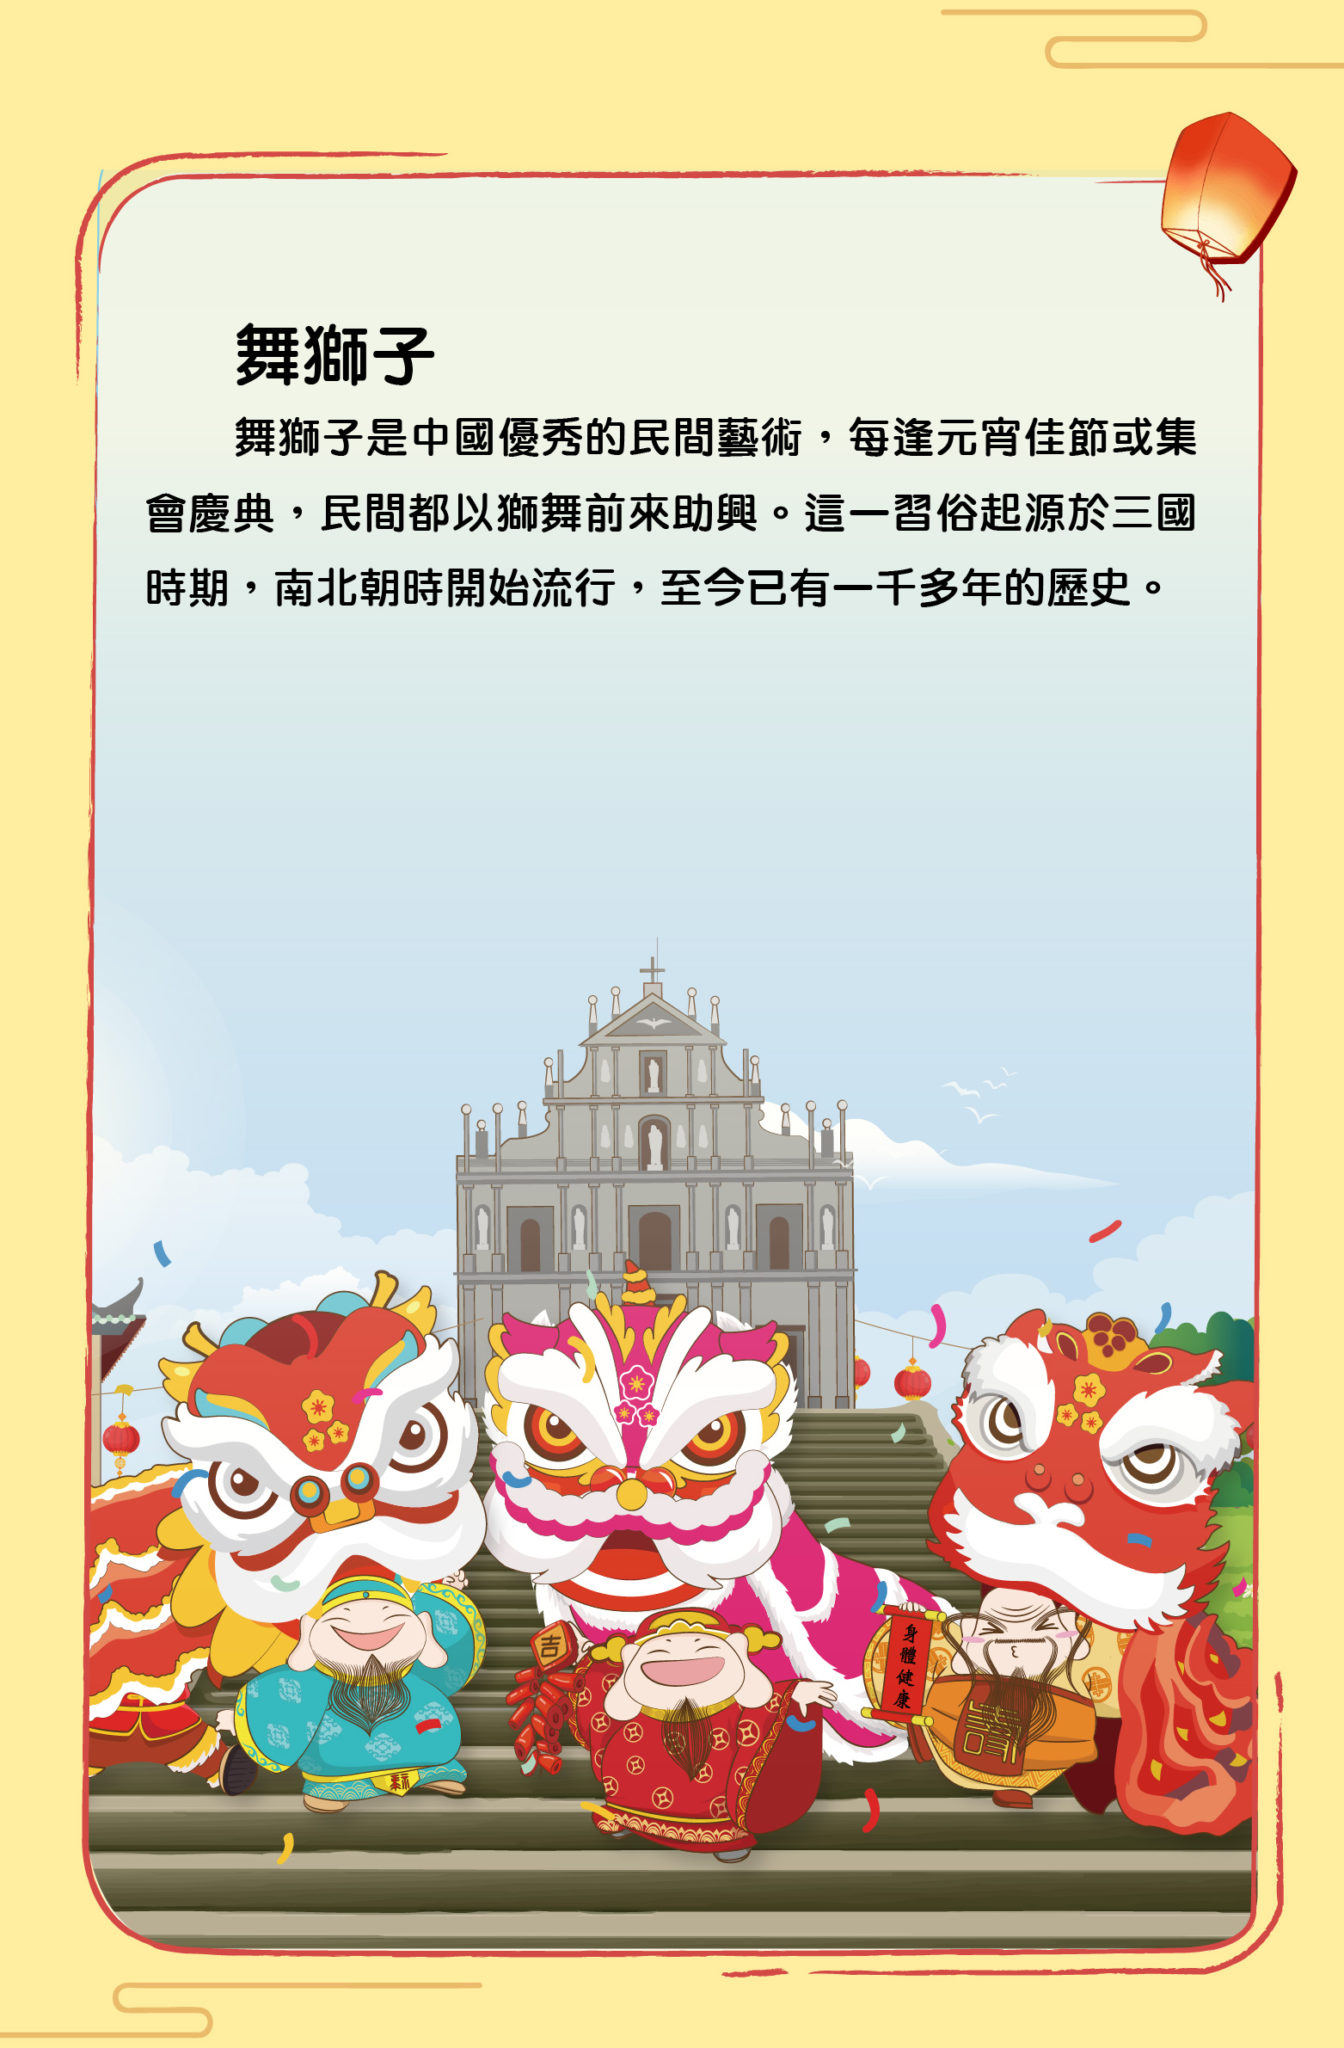 舞獅子
舞獅子是中國優秀的民間藝術，每逢元宵佳節或集
會慶典，民間都以獅舞前來助興。這一習俗起源於三國
時期，南北朝時開始流行，至今已有一千多年的歷史。
吉
身體健康